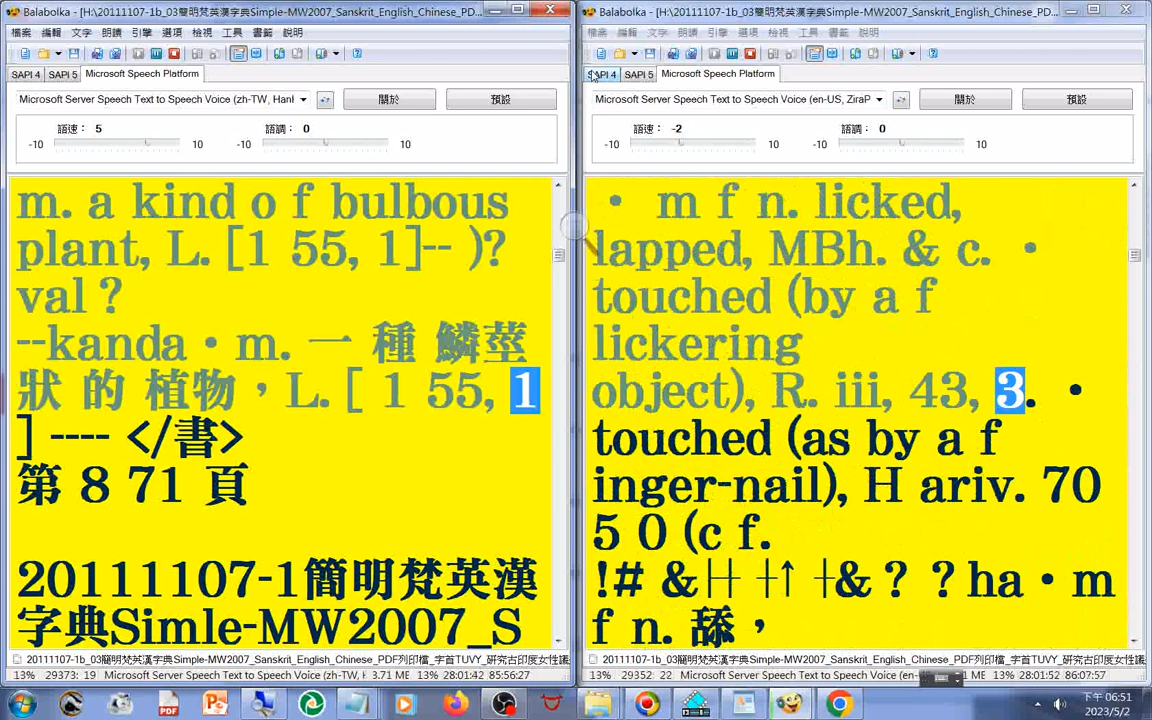 Balabolka - [H:\20111107-1b_03簡明梵英漢字典Simple-MW2007_Sanskrit_English_Chinese_PD...
檔案 編輯 文字 朗讀 引擎 選項 檢視 工具 書籤 說明
SAPI 4 SAPI 5 Microsoft Speech Platform
Microsoft Server Speech Text to Speech Voice (zh-TW, HanH 關於 預設
語速: 5 語調: 0
-10 10 -10 10
m. a kind o f bulbous
plant, L. [1 55, 1]-- )?
val ?
--kanda • m. 一 種 鱗莖
狀 的 植物,L. [ 1 55, 1
] ---- </書>
第 8 71 頁
20111107-1簡明梵英漢
字典Simle-MW2007_S
20111107-1b_03簡明梵英漢字典Simple-MW2007_Sanskrit_English_Chinese_PDF列印檔_字首TUVY_研究古印度女性議
13% 29373: 19 Microsoft Server Speech Text to Speech Voice (zh-TW, H 3.71 ME 13% 28:01:42 85:56:27
Balabolka - [H:\20111107-1b_03簡明梵英漢字典Simple-MW2007_Sanskrit_English_Chinese_PDF...
檔案 編輯 文字 朗讀 引擎 選項 檢視 工具 書籤 說明
SAPI 4 SAPI 5 Microsoft Speech Platform
Microsoft Server Speech Text to Speech Voice (en-US, ZiraP 關於 預設
語速: -2 語調: 0
-10 10 -10 10
• m f n. licked,
lapped, MBh. & c. •
touched (by a f
lickering
object), R. iii, 43, 3. •
touched (as by a f
inger-nail), H ariv. 70
5 0 (c f.
!# &├┼ ┼↑ ┼& ? ? ha • m
f n. 舔,
20111107-1b_03簡明梵英漢字典Simple-MW2007_Sanskrit_English_Chinese_PDF列印檔_字首TUVY_研究古印度女性議
13% 29352: 22 Microsoft Server Speech Text to Speech Voice (en- 13% 28:01:52 86:07:57
下午 06:51
2023/5/2